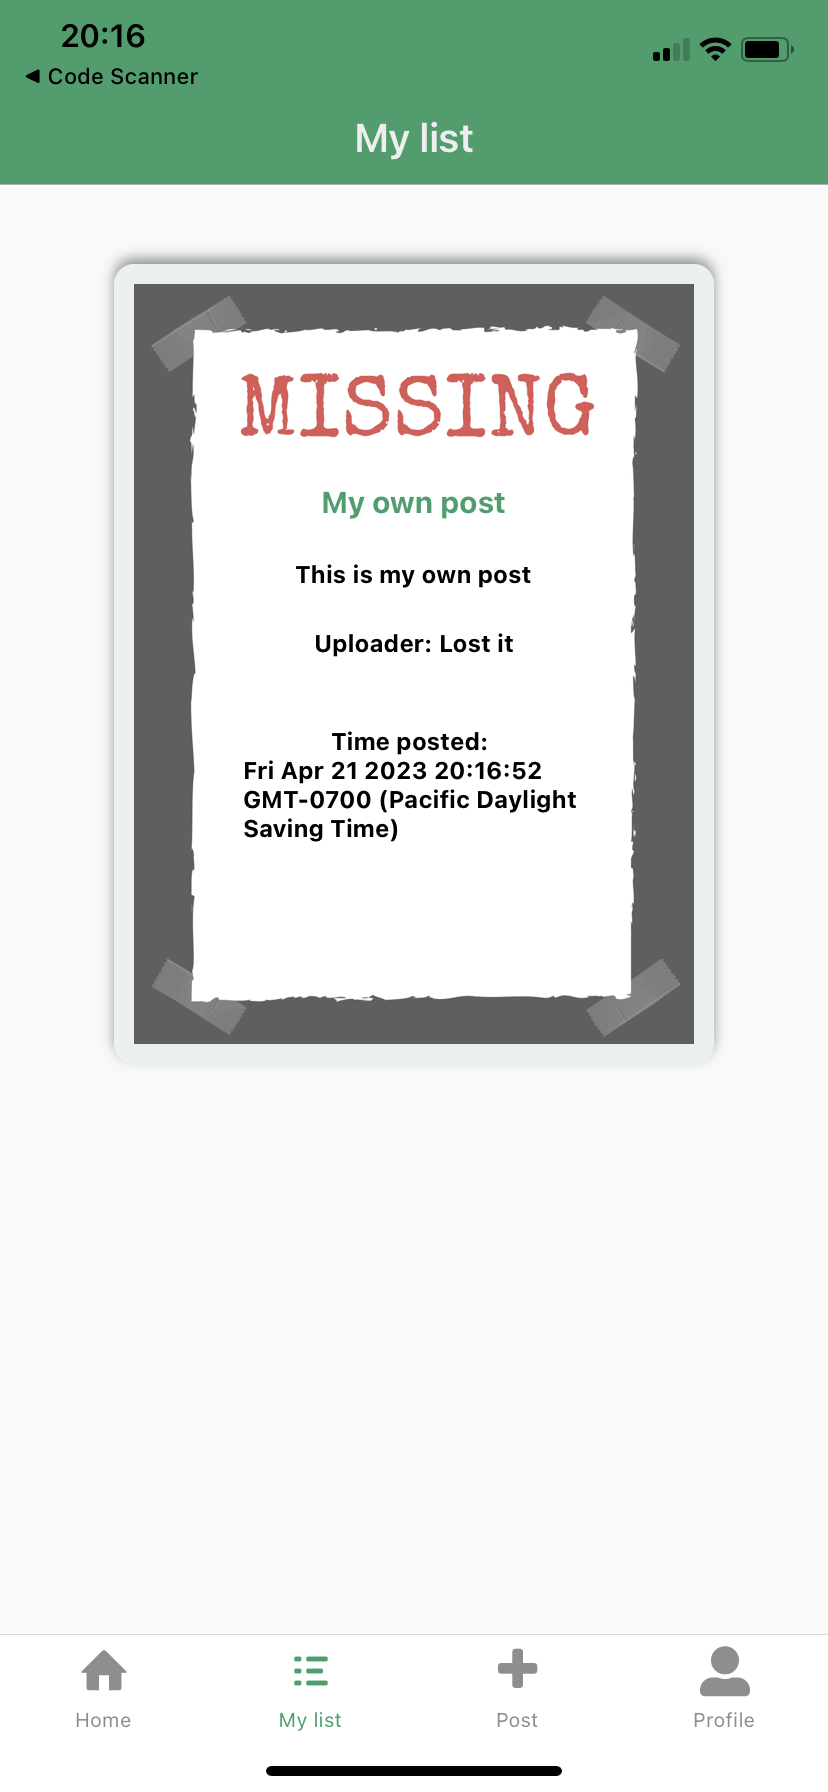 20:16
◀ Code Scanner
My list
MISSING
My own post
This is my own post
Uploader: Lost it
Time posted:
Fri Apr 21 2023 20:16:52
GMT-0700 (Pacific Daylight
Saving Time)
Home
My list
Post
Profile